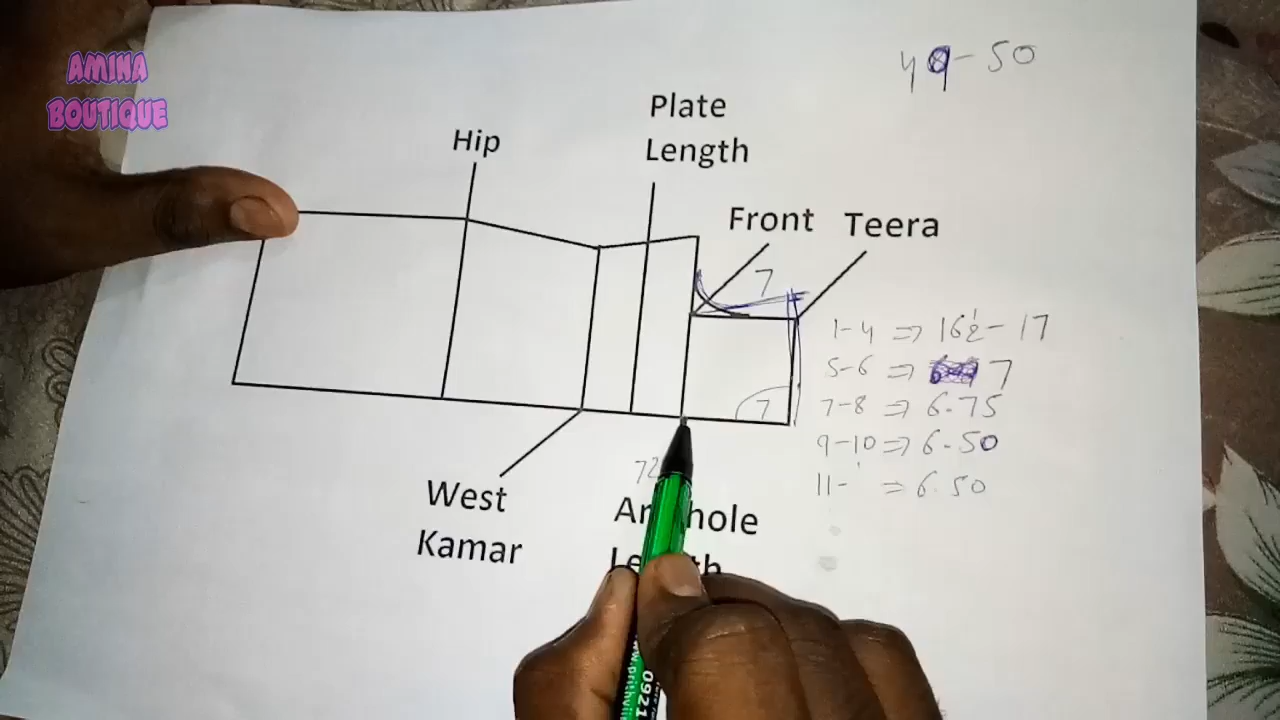 AMINA
BOUTIQUE
49-50
Plate
Length
Hip
Front
Teera
7
1-4 => 16½-17
5-6 => 7
7-8 => 6.75
7
9-10 => 6.50
11- => 6.50
West
Kamar